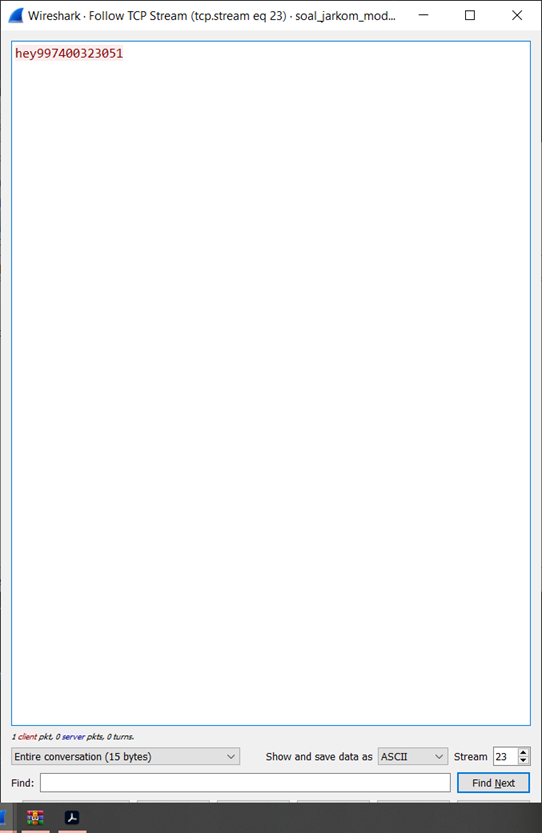 Wireshark · Follow TCP Stream (tcp.stream eq 23) · soal_jarkom_mod...
hey997400323051
1 client pkt, 0 server pkts, 0 turns.
Entire conversation (15 bytes) Show and save data as ASCII Stream 23
Find: Find Next